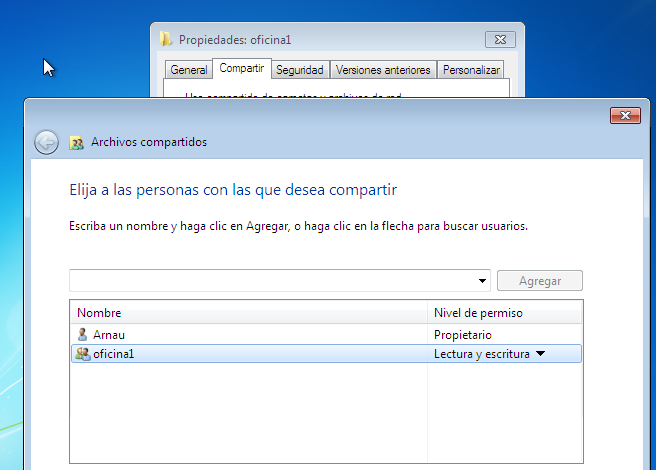 Propiedades: oficina1
General Compartir Seguridad Versiones anteriores Personalizar
Archivos compartidos
Elija a las personas con las que desea compartir
Escriba un nombre y haga clic en Agregar, o haga clic en la flecha para buscar usuarios.
Agregar
Nombre Nivel de permiso
Arnau Propietario
oficina1 Lectura y escritura